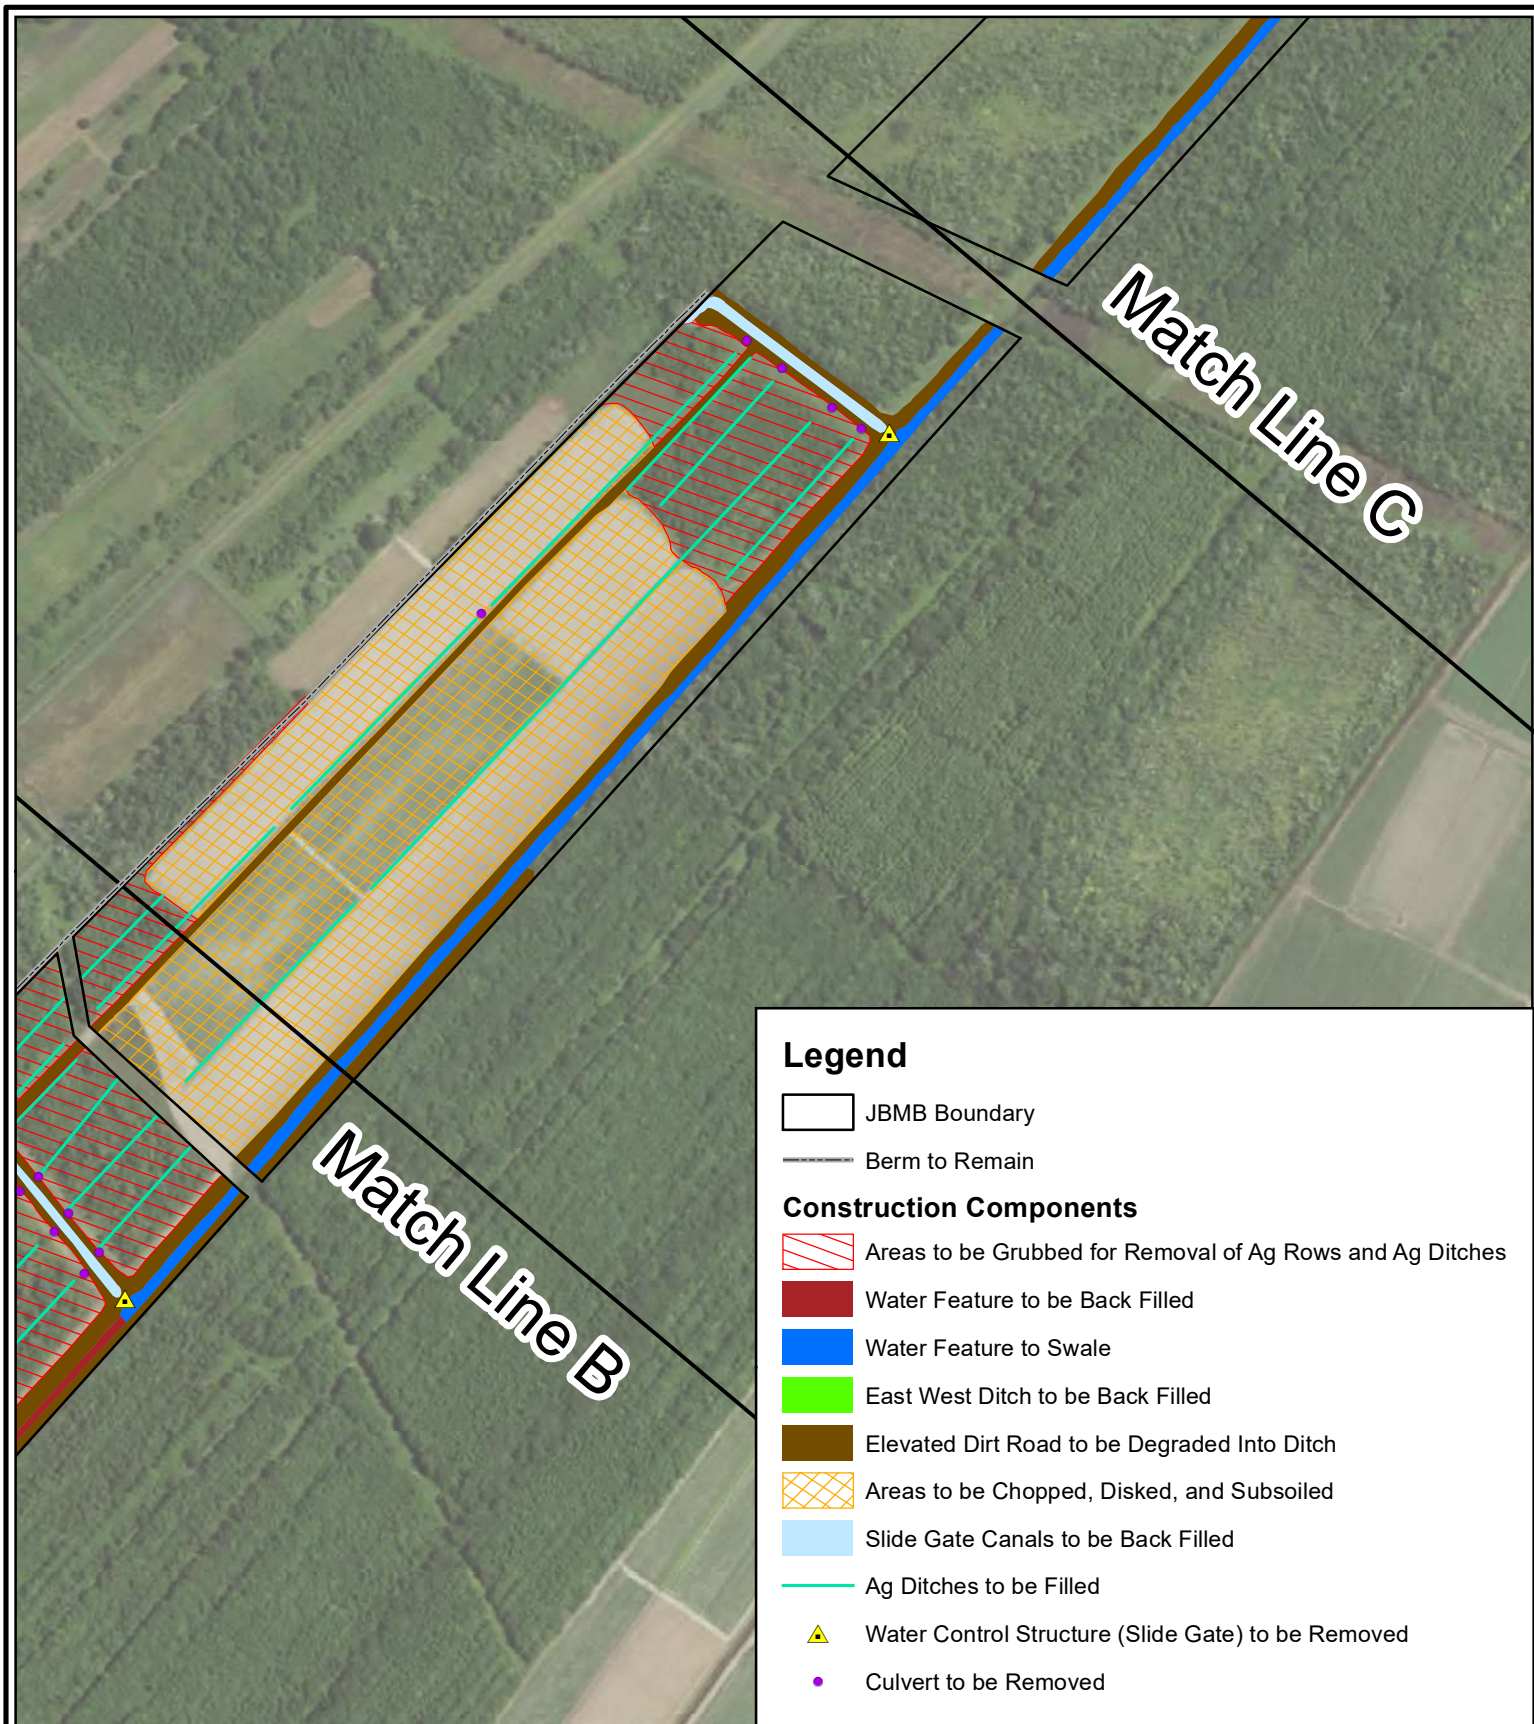 Match Line C
Match Line B
Legend
JBMB Boundary
Berm to Remain
Construction Components
Areas to be Grubbed for Removal of Ag Rows and Ag Ditches
Water Feature to be Back Filled
Water Feature to Swale
East West Ditch to be Back Filled
Elevated Dirt Road to be Degraded Into Ditch
Areas to be Chopped, Disked, and Subsoiled
Slide Gate Canals to be Back Filled
Ag Ditches to be Filled
Water Control Structure (Slide Gate) to be Removed
Culvert to be Removed